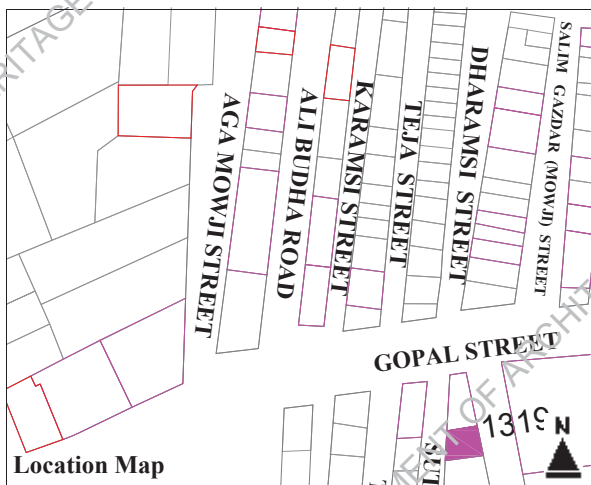 AGA MOWJI STREET
ALI BUDHA ROAD
KARAMSI STREET
TEJA STREET
DHARAMSI STREET
SALIM GAZDAR (MOWJI) STREET
GOPAL STREET
1319
N
Location Map